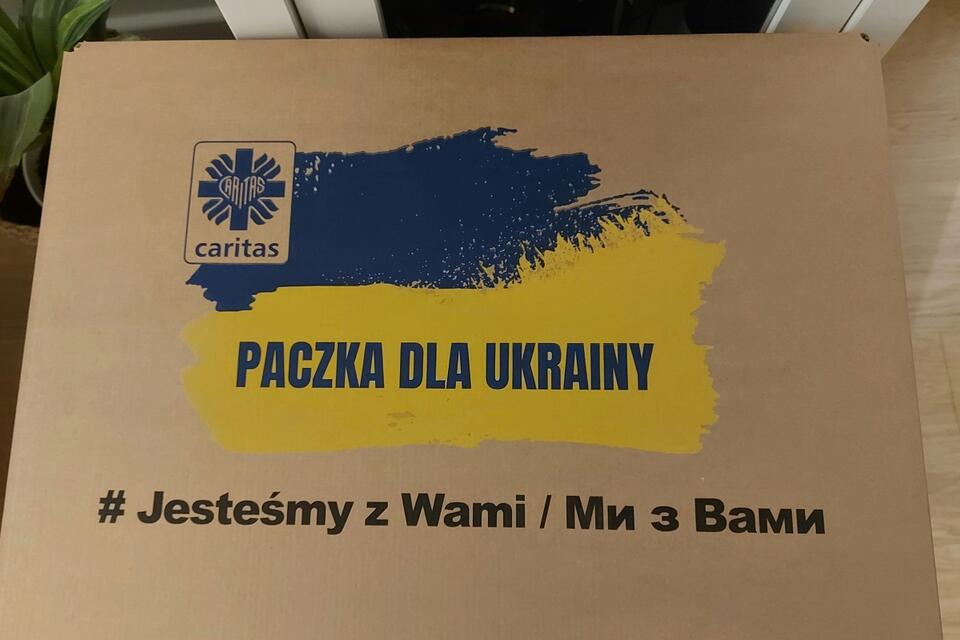 CARITAS
caritas
PACZKA DLA UKRAINY
# Jesteśmy z Wami / Ми з Вами